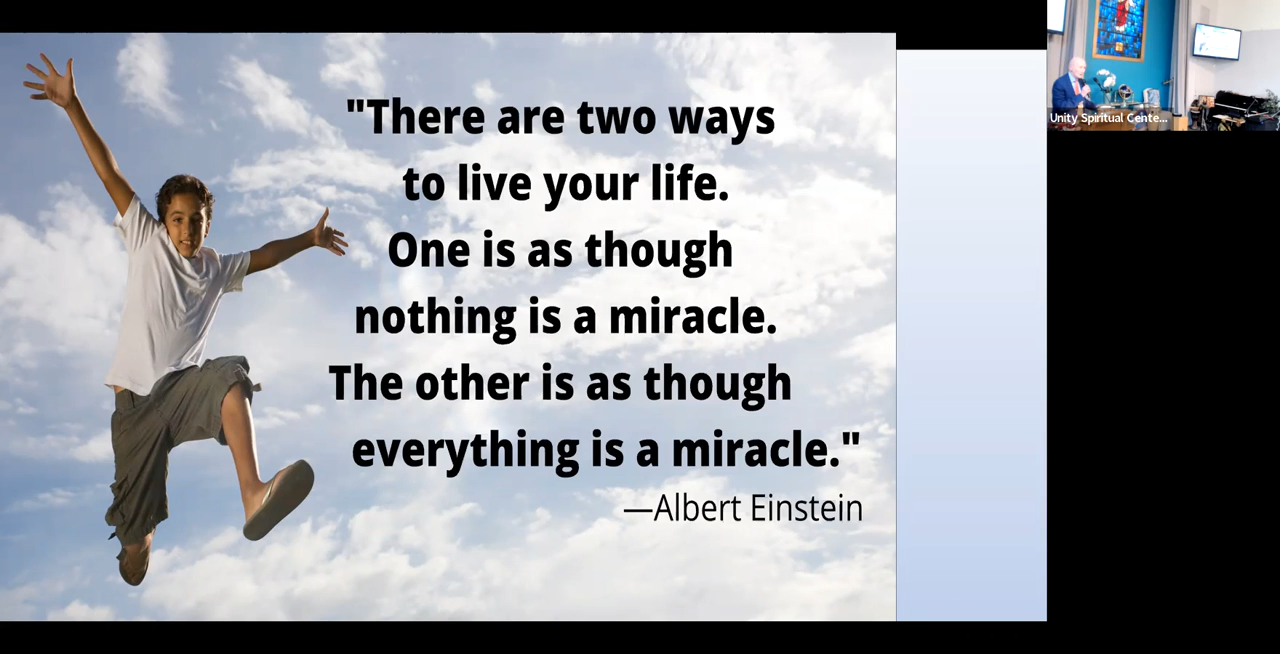 "There are two ways
to live your life.
One is as though
nothing is a miracle.
The other is as though
everything is a miracle."
—Albert Einstein
Unity Spiritual Cente...